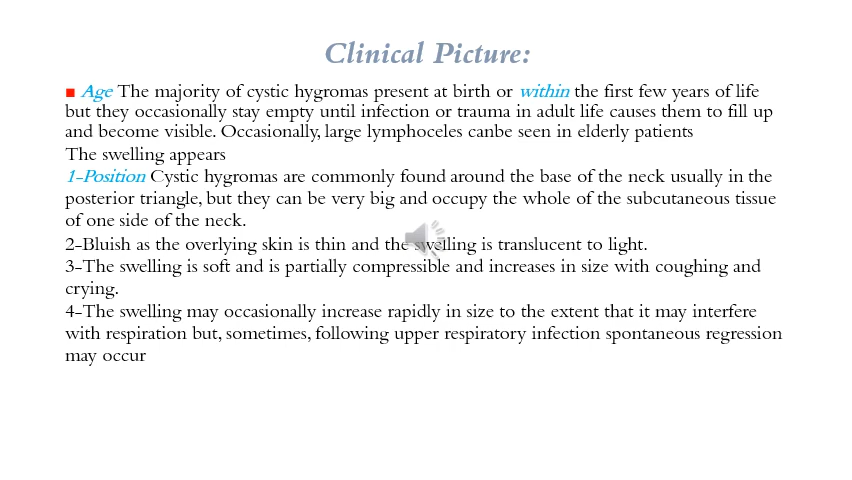 Clinical Picture:
■ Age The majority of cystic hygromas present at birth or within the first few years of life
but they occasionally stay empty until infection or trauma in adult life causes them to fill up
and become visible. Occasionally, large lymphoceles canbe seen in elderly patients
The swelling appears
1-Position Cystic hygromas are commonly found around the base of the neck usually in the
posterior triangle, but they can be very big and occupy the whole of the subcutaneous tissue
of one side of the neck.
2-Bluish as the overlying skin is thin and the swelling is translucent to light.
3-The swelling is soft and is partially compressible and increases in size with coughing and
crying.
4-The swelling may occasionally increase rapidly in size to the extent that it may interfere
with respiration but, sometimes, following upper respiratory infection spontaneous regression
may occur